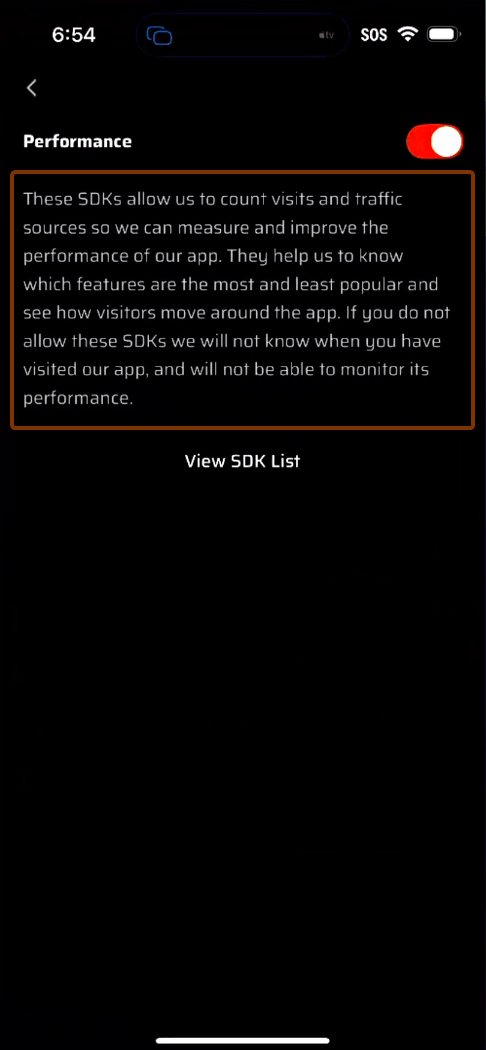 6:54
tv
SOS
Performance
These SDKs allow us to count visits and traffic
sources so we can measure and improve the
performance of our app. They help us to know
which features are the most and least popular and
see how visitors move around the app. If you do not
allow these SDKs we will not know when you have
visited our app, and will not be able to monitor its
performance.
View SDK List